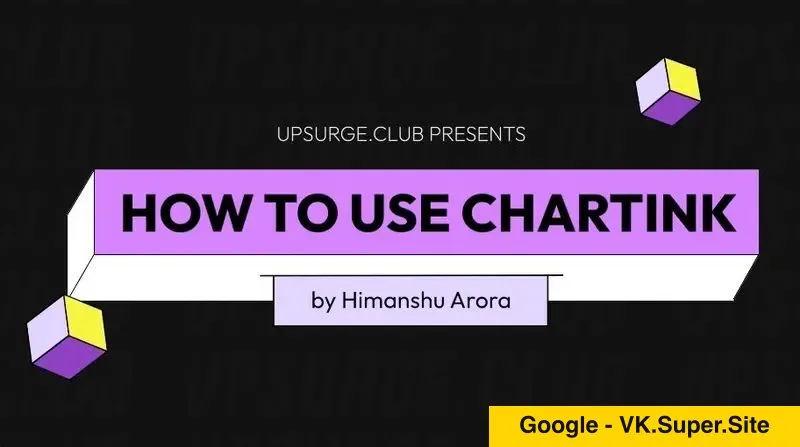 UPSURGE.CLUB PRESENTS
HOW TO USE CHARTINK
by Himanshu Arora
Google - VK.Super.Site